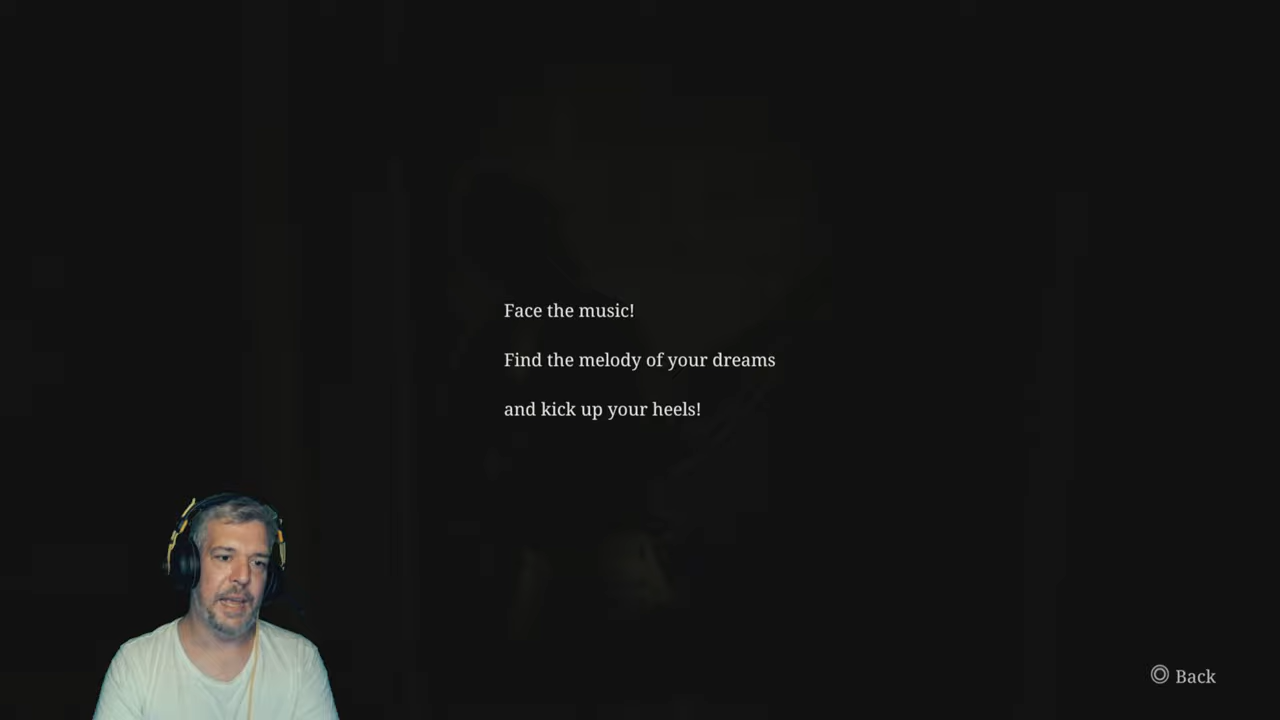 Face the music!
Find the melody of your dreams
and kick up your heels!
Back